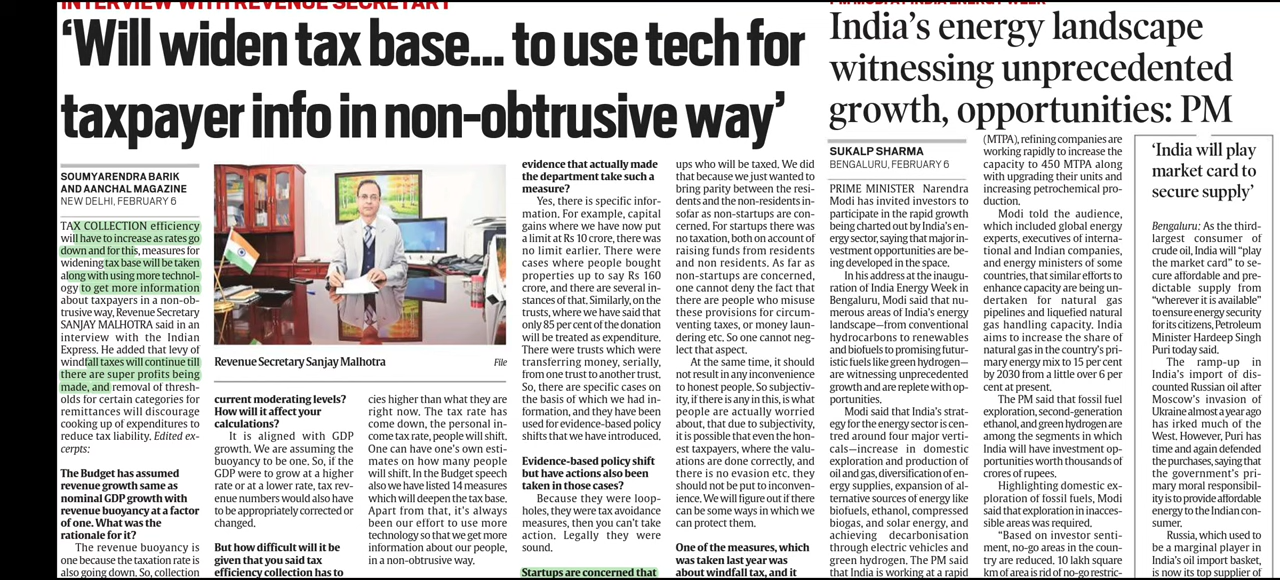 INTERVIEW WITH REVENUE SECRETARY
‘Will widen tax base... to use tech for
taxpayer info in non-obtrusive way’
SOUMYARENDRA BARIK
AND AANCHAL MAGAZINE
NEW DELHI, FEBRUARY 6
TAX COLLECTION efficiency
will have to increase as rates go
down and for this, measures for
widening tax base will be taken
along with using more technol-
ogy to get more information
about taxpayers in a non-ob-
trusive way, Revenue Secretary
SANJAY MALHOTRA said in an
interview with the Indian
Express. He added that levy of
windfall taxes will continue till
there are super profits being
made, and removal of thresh-
olds for certain categories for
remittances will discourage
cooking up of expenditures to
reduce tax liability. Edited ex-
cerpts:
The Budget has assumed
revenue growth same as
nominal GDP growth with
revenue buoyancy at a factor
of one. What was the
rationale for it?
The revenue buoyancy is
one because the taxation rate is
also going down. So, collection
Revenue Secretary Sanjay Malhotra
File
current moderating levels?
How will it affect your
calculations?
It is aligned with GDP
growth. We are assuming the
buoyancy to be one. So, if the
GDP were to grow at a higher
rate or at a lower rate, tax rev-
enue numbers would also have
to be appropriately corrected or
changed.
But how difficult will it be
given that you said tax
efficiency collection has to
cies higher than what they are
right now. The tax rate has
come down, the personal in-
come tax rate, people will shift.
One can have one's own esti-
mates on how many people
will shift. In the Budget speech
also we have listed 14 measures
which will deepen the tax base.
Apart from that, it's always
been our effort to use more
technology so that we get more
information about our people,
in a non-obtrusive way.
evidence that actually made
the department take such a
measure?
Yes, there is specific infor-
mation. For example, capital
gains where we have now put
a limit at Rs 10 crore, there was
no limit earlier. There were
cases where people bought
properties up to say Rs 160
crore, and there are several in-
stances of that. Similarly, on the
trusts, where we have said that
only 85 per cent of the donation
will be treated as expenditure.
There were trusts which were
transferring money, serially,
from one trust to another trust.
So, there are specific cases on
the basis of which we had in-
formation, and they have been
used for evidence-based policy
shifts that we have introduced.
Evidence-based policy shift
but have actions also been
taken in those cases?
Because they were loop-
holes, they were tax avoidance
measures, then you can't take
action. Legally they were
sound.
Startups are concerned that
ups who will be taxed. We did
that because we just wanted to
bring parity between the resi-
dents and the non-residents in-
sofar as non-startups are con-
cerned. For startups there was
no taxation, both on account of
raising funds from residents
and non residents. As far as
non-startups are concerned,
one cannot deny the fact that
there are people who misuse
these provisions for circum-
venting taxes, or money laun-
dering etc. So one cannot neg-
lect that aspect.
At the same time, it should
not result in any inconvenience
to honest people. So subjectiv-
ity, if there is any in this, is what
people are actually worried
about, that due to subjectivity,
it is possible that even the hon-
est taxpayers, where the valu-
ations are done correctly, and
there is no evasion etc. they
should not be put to inconven-
ience. We will figure out if there
can be some ways in which we
can protect them.
One of the measures, which
was taken last year was
about windfall tax, and it
India's energy landscape
witnessing unprecedented
growth, opportunities: PM
SUKALP SHARMA
BENGALURU, FEBRUARY 6
PRIME MINISTER Narendra
Modi has invited investors to
participate in the rapid growth
being charted out by India's en-
ergy sector, saying that major in-
vestment opportunities are be-
ing developed in the space.
In his address at the inaugu-
ration of India Energy Week in
Bengaluru, Modi said that nu-
merous areas of India's energy
landscape—from conventional
hydrocarbons to renewables
and biofuels to promising futur-
istic fuels like green hydrogen—
are witnessing unprecedented
growth and are replete with op-
portunities.
Modi said that India's strat-
egy for the energy sector is cen-
tred around four major verti-
cals—increase in domestic
exploration and production of
oil and gas, diversification of en-
ergy supplies, expansion of al-
ternative sources of energy like
biofuels, ethanol, compressed
biogas, and solar energy, and
achieving decarbonisation
through electric vehicles and
green hydrogen. The PM said
that India is working at a rapid
(MTPA), refining companies are
working rapidly to increase the
capacity to 450 MTPA along
with upgrading their units and
increasing petrochemical pro-
duction.
Modi told the audience,
which included global energy
experts, executives of interna-
tional and Indian companies,
and energy ministers of some
countries, that similar efforts to
enhance capacity are being un-
dertaken for natural gas
pipelines and liquefied natural
gas handling capacity. India
aims to increase the share of
natural gas in the country's pri-
mary energy mix to 15 per cent
by 2030 from a little over 6 per
cent at present.
The PM said that fossil fuel
exploration, second-generation
ethanol, and green hydrogen are
among the segments in which
India will have investment op-
portunities worth thousands of
crores of rupees.
Highlighting domestic ex-
ploration of fossil fuels, Modi
said that exploration in inacces-
sible areas was required.
“Based on investor senti-
ment, no-go areas in the coun-
try are reduced. 10 lakh square
km of area is rid of no-go restric-
‘India will play
market card to
secure supply’
Bengaluru: As the third-
largest consumer of
crude oil, India will “play
the market card” to se-
cure affordable and pre-
dictable supply from
“wherever it is available”
to ensure energy security
for its citizens, Petroleum
Minister Hardeep Singh
Puri today said.
The ramp-up in
India's import of dis-
counted Russian oil after
Moscow's invasion of
Ukraine almost a year ago
has irked much of the
West. However, Puri has
time and again defended
the purchases, saying that
the government's pri-
mary moral responsibil-
ity is to provide affordable
energy to the Indian con-
sumer.
Russia, which used to
be a marginal player in
India's oil import basket,
is now its top supplier of